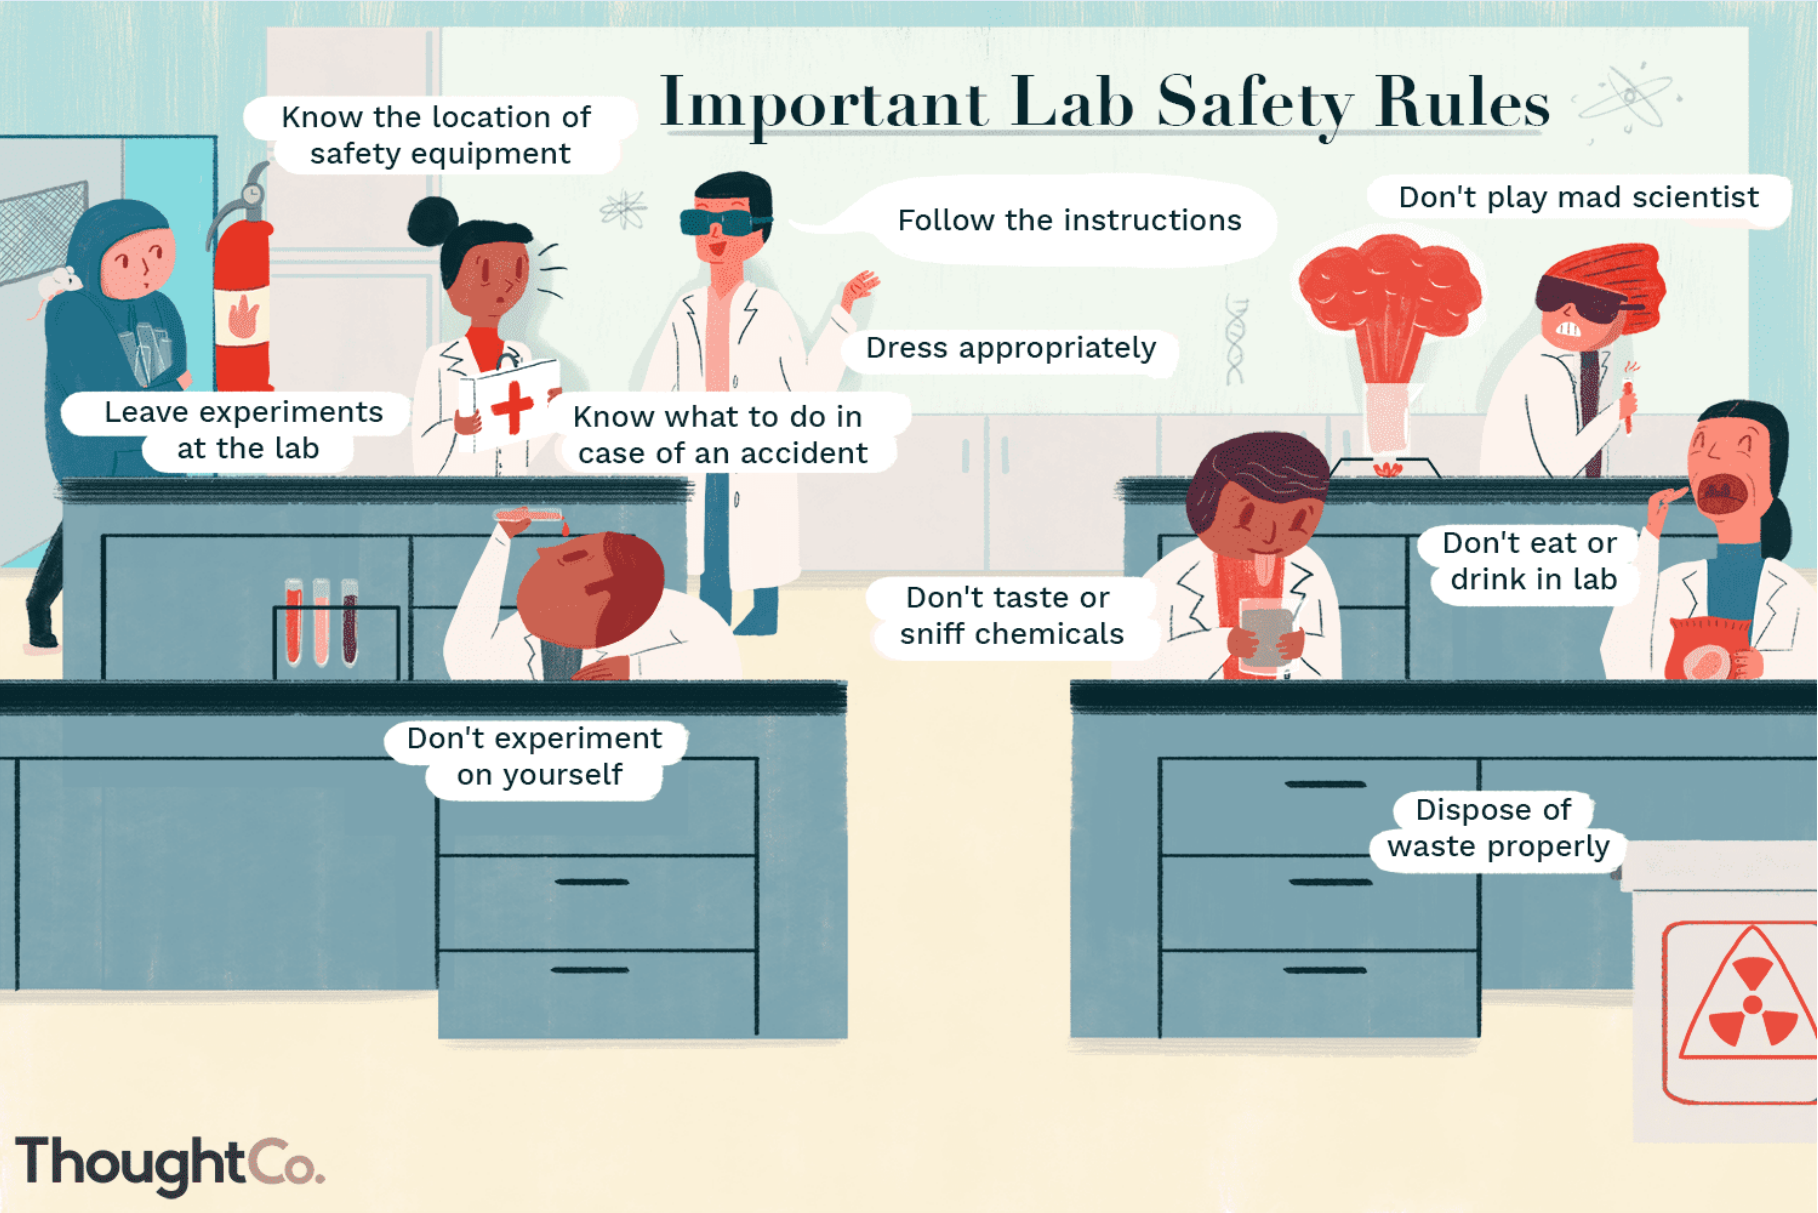 Important Lab Safety Rules
Know the location of
safety equipment
Follow the instructions
Don't play mad scientist
Dress appropriately
Leave experiments
at the lab
Know what to do in
case of an accident
Don't eat or
drink in lab
Don't taste or
sniff chemicals
Don't experiment
on yourself
Dispose of
waste properly
ThoughtCo.